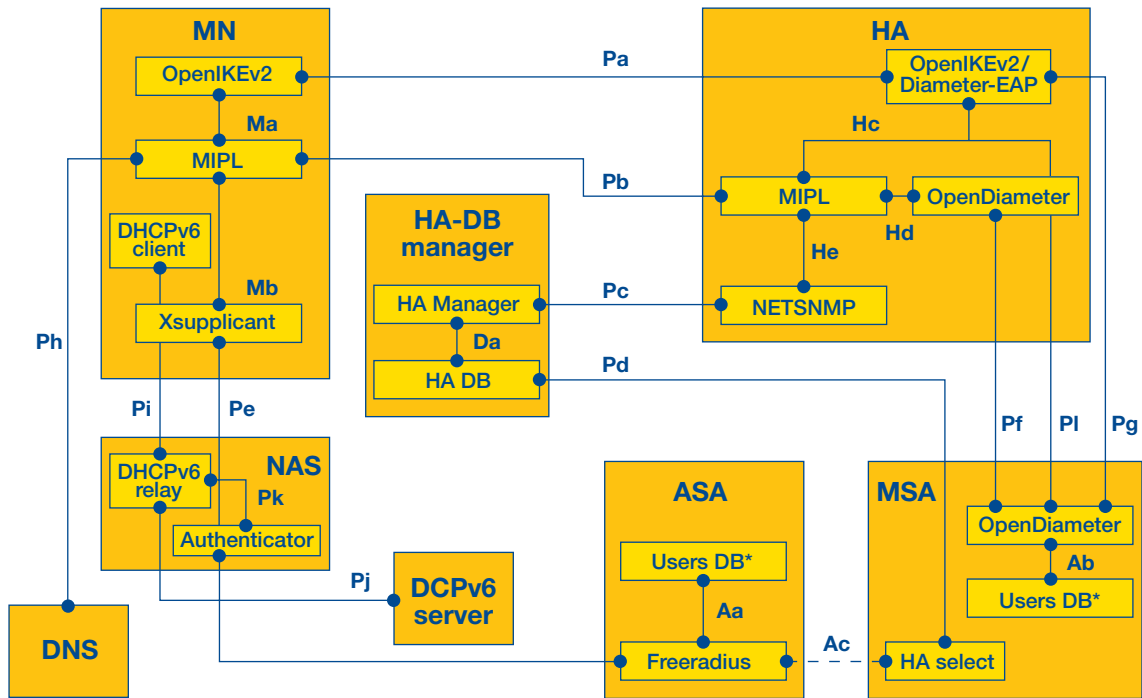 MN
OpenIKEv2
Ma
MIPL
DHCPv6
client
Mb
Xsupplicant
Pa
Pb
HA
OpenIKEv2/
Diameter-EAP
Hc
MIPL
OpenDiameter
Hd
He
NETSNMP
HA-DB
manager
HA Manager
Da
HA DB
Pc
Pd
Ph
Pi
Pe
Pf
Pl
Pg
NAS
DHCPv6
relay
Pk
Authenticator
Pj
DCPv6
server
DNS
ASA
Users DB*
Aa
Freeradius
Ac
MSA
OpenDiameter
Ab
Users DB*
HA select